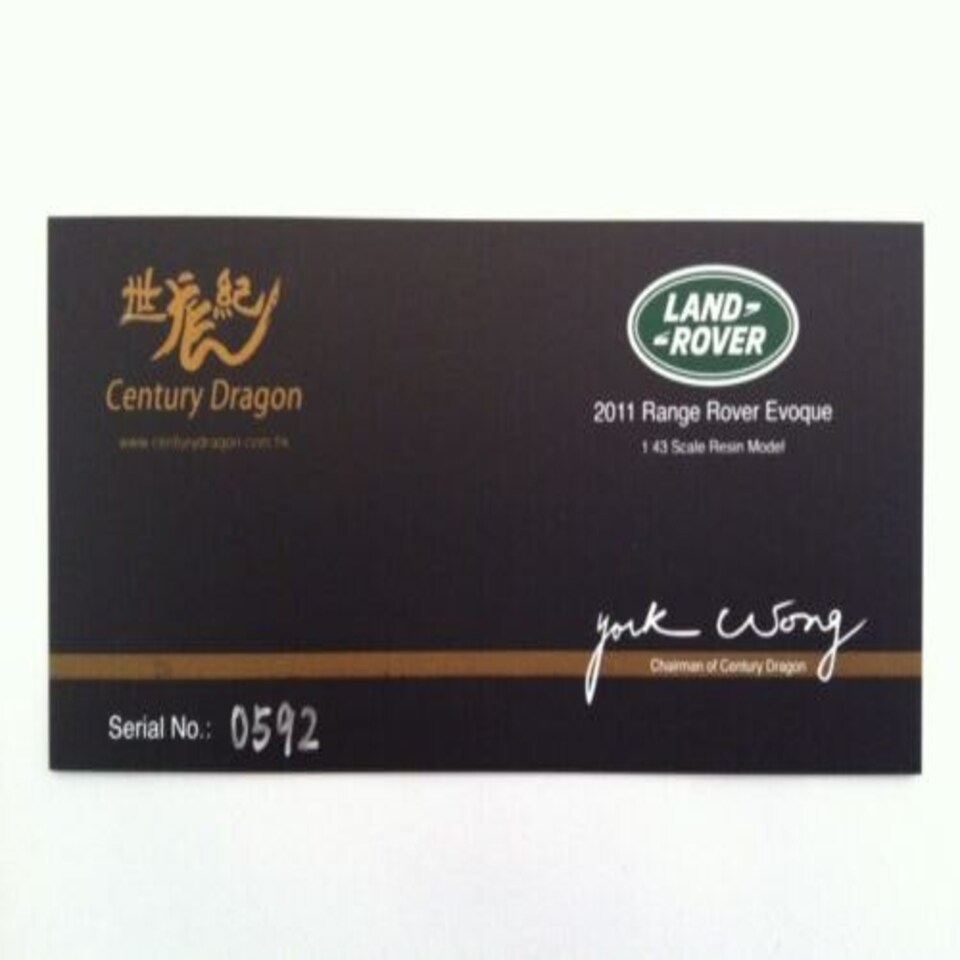 世辰紀
Century Dragon
www.centurydragon.com.hk
LAND
ROVER
2011 Range Rover Evoque
1:43 Scale Resin Model
york Wong
Chairman of Century Dragon
Serial No.: 0592